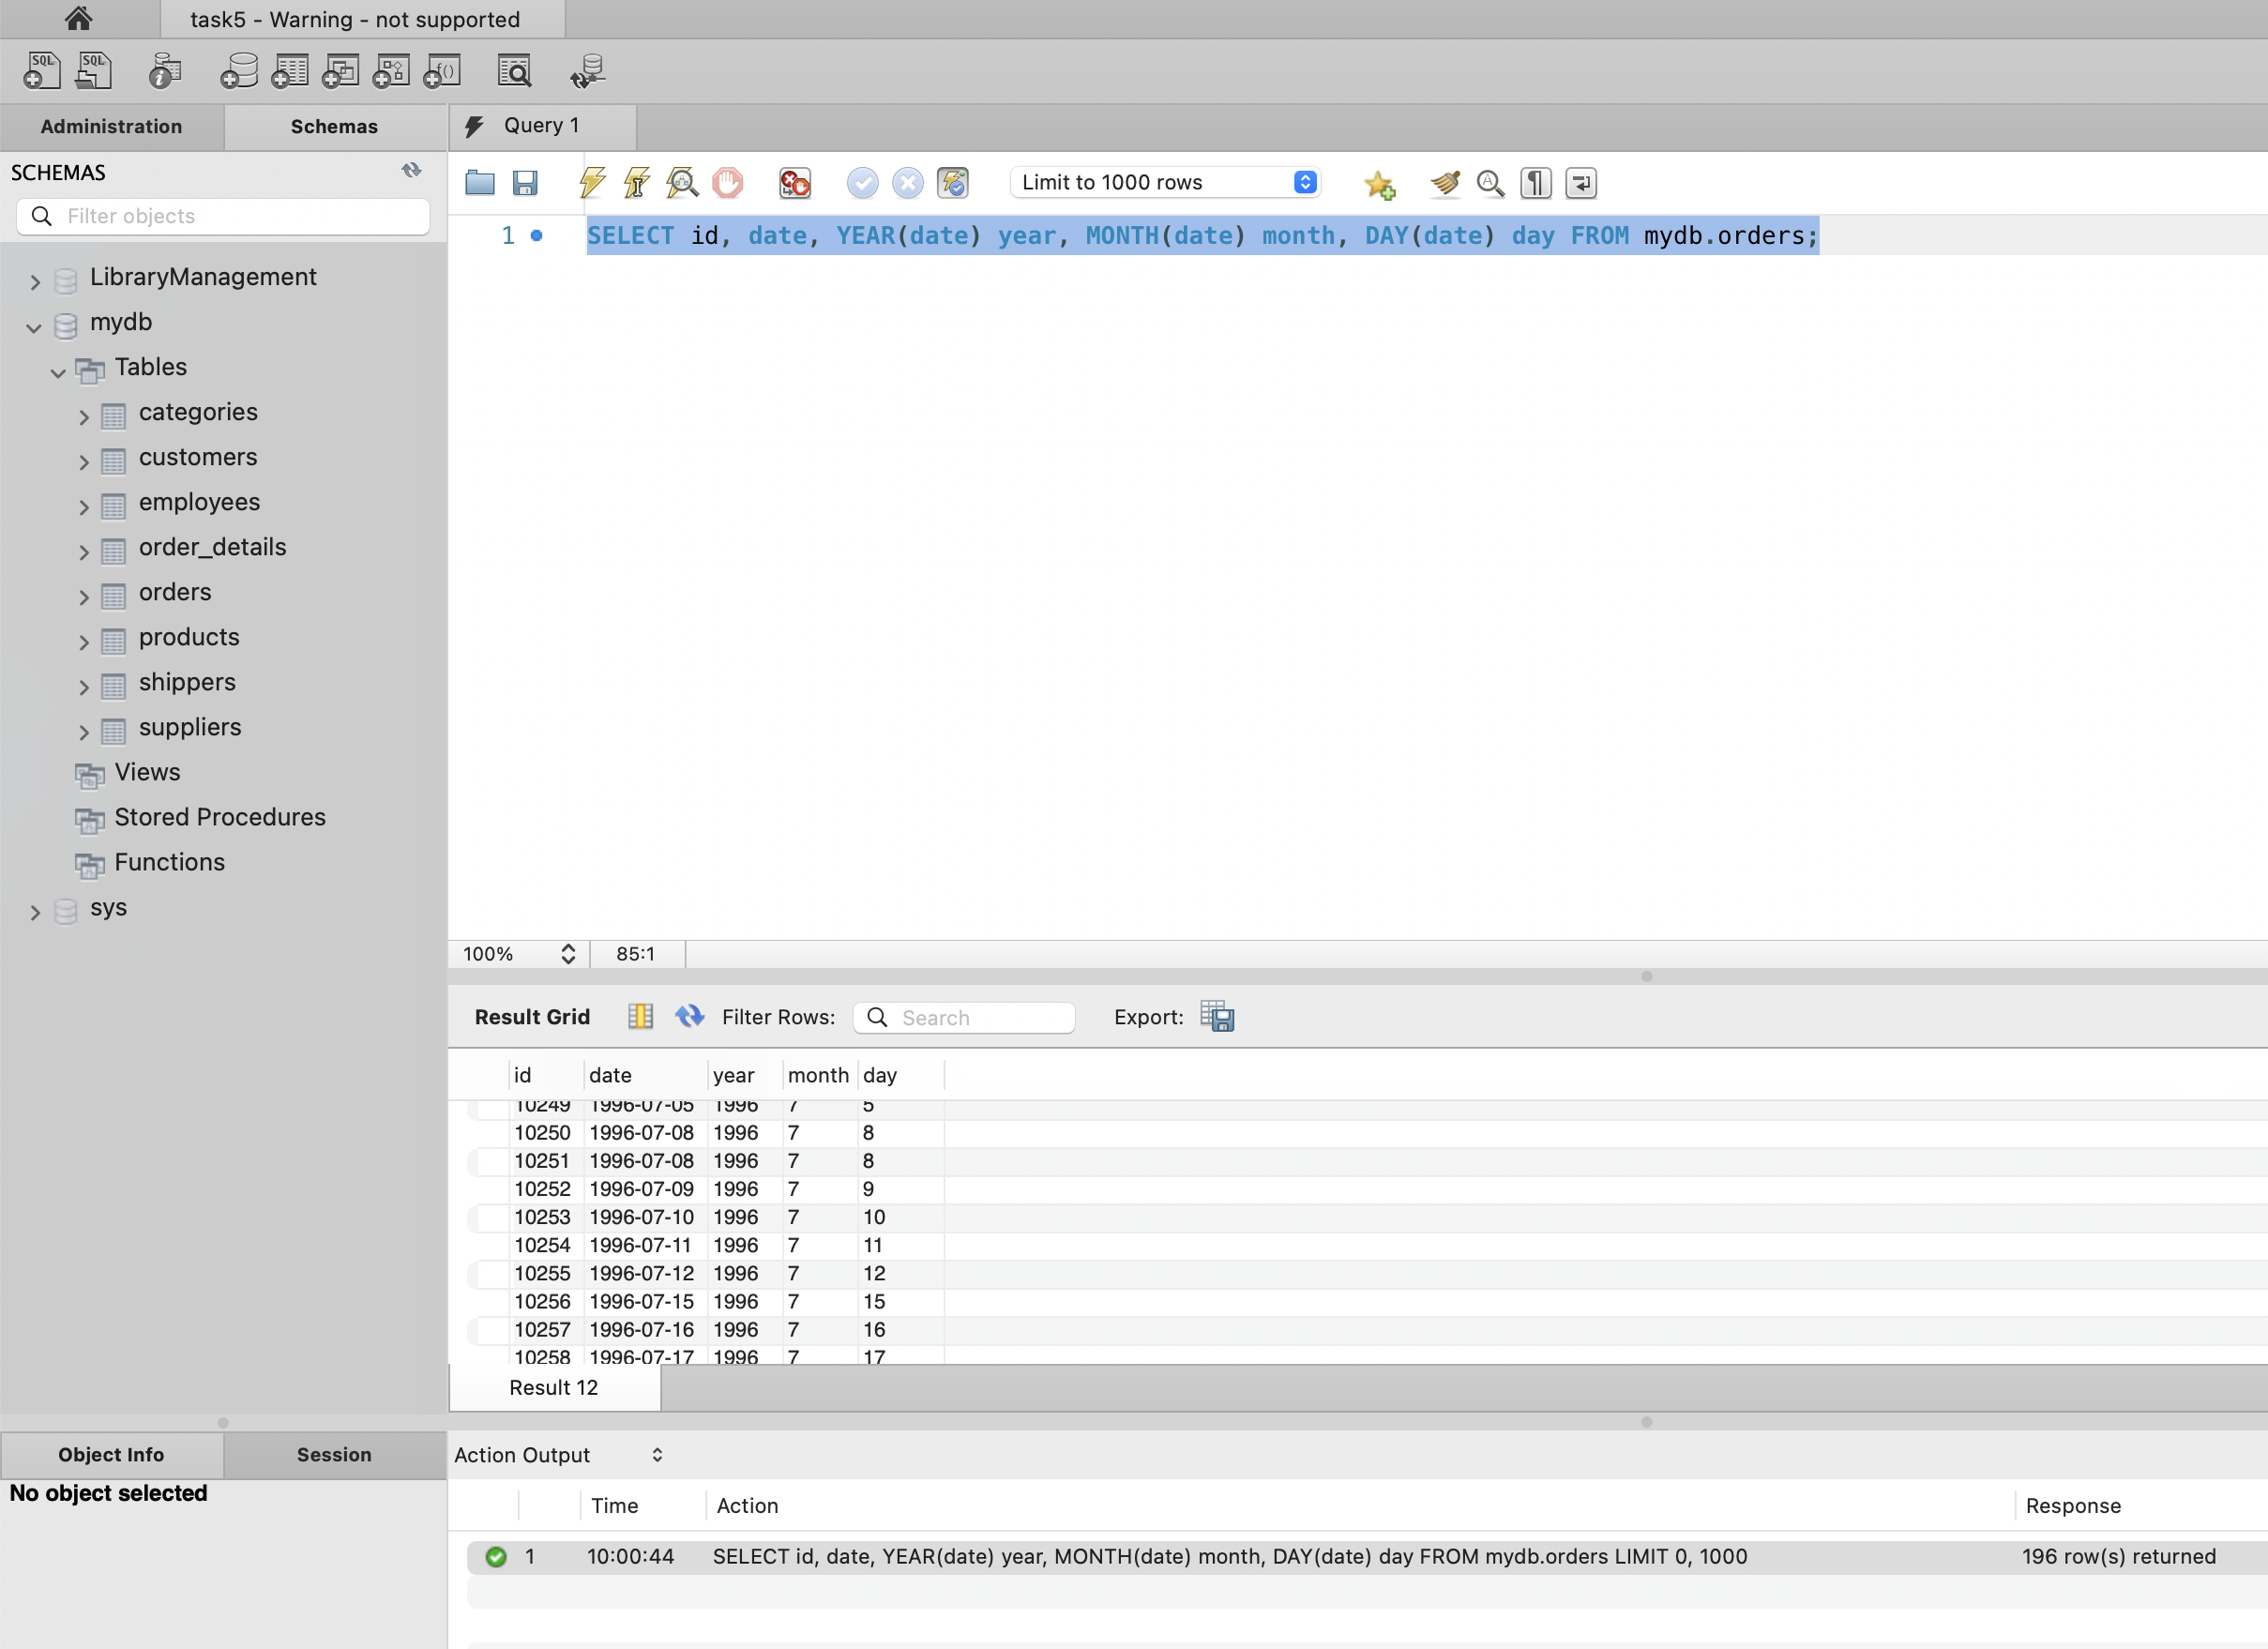 task5 - Warning - not supported
SQL SQL
Administration Schemas Query 1
SCHEMAS
Limit to 1000 rows
Filter objects
1 SELECT id, date, YEAR(date) year, MONTH(date) month, DAY(date) day FROM mydb.orders;
LibraryManagement
mydb
Tables
categories
customers
employees
order_details
orders
products
shippers
suppliers
Views
Stored Procedures
Functions
sys
100% 85:1
Result Grid Filter Rows: Search Export:
id date year month day
10249 1996-07-05 1996 7 5
10250 1996-07-08 1996 7 8
10251 1996-07-08 1996 7 8
10252 1996-07-09 1996 7 9
10253 1996-07-10 1996 7 10
10254 1996-07-11 1996 7 11
10255 1996-07-12 1996 7 12
10256 1996-07-15 1996 7 15
10257 1996-07-16 1996 7 16
10258 1996-07-17 1996 7 17
Result 12
Object Info Session
No object selected
Action Output
Time Action Response
1 10:00:44 SELECT id, date, YEAR(date) year, MONTH(date) month, DAY(date) day FROM mydb.orders LIMIT 0, 1000 196 row(s) returned